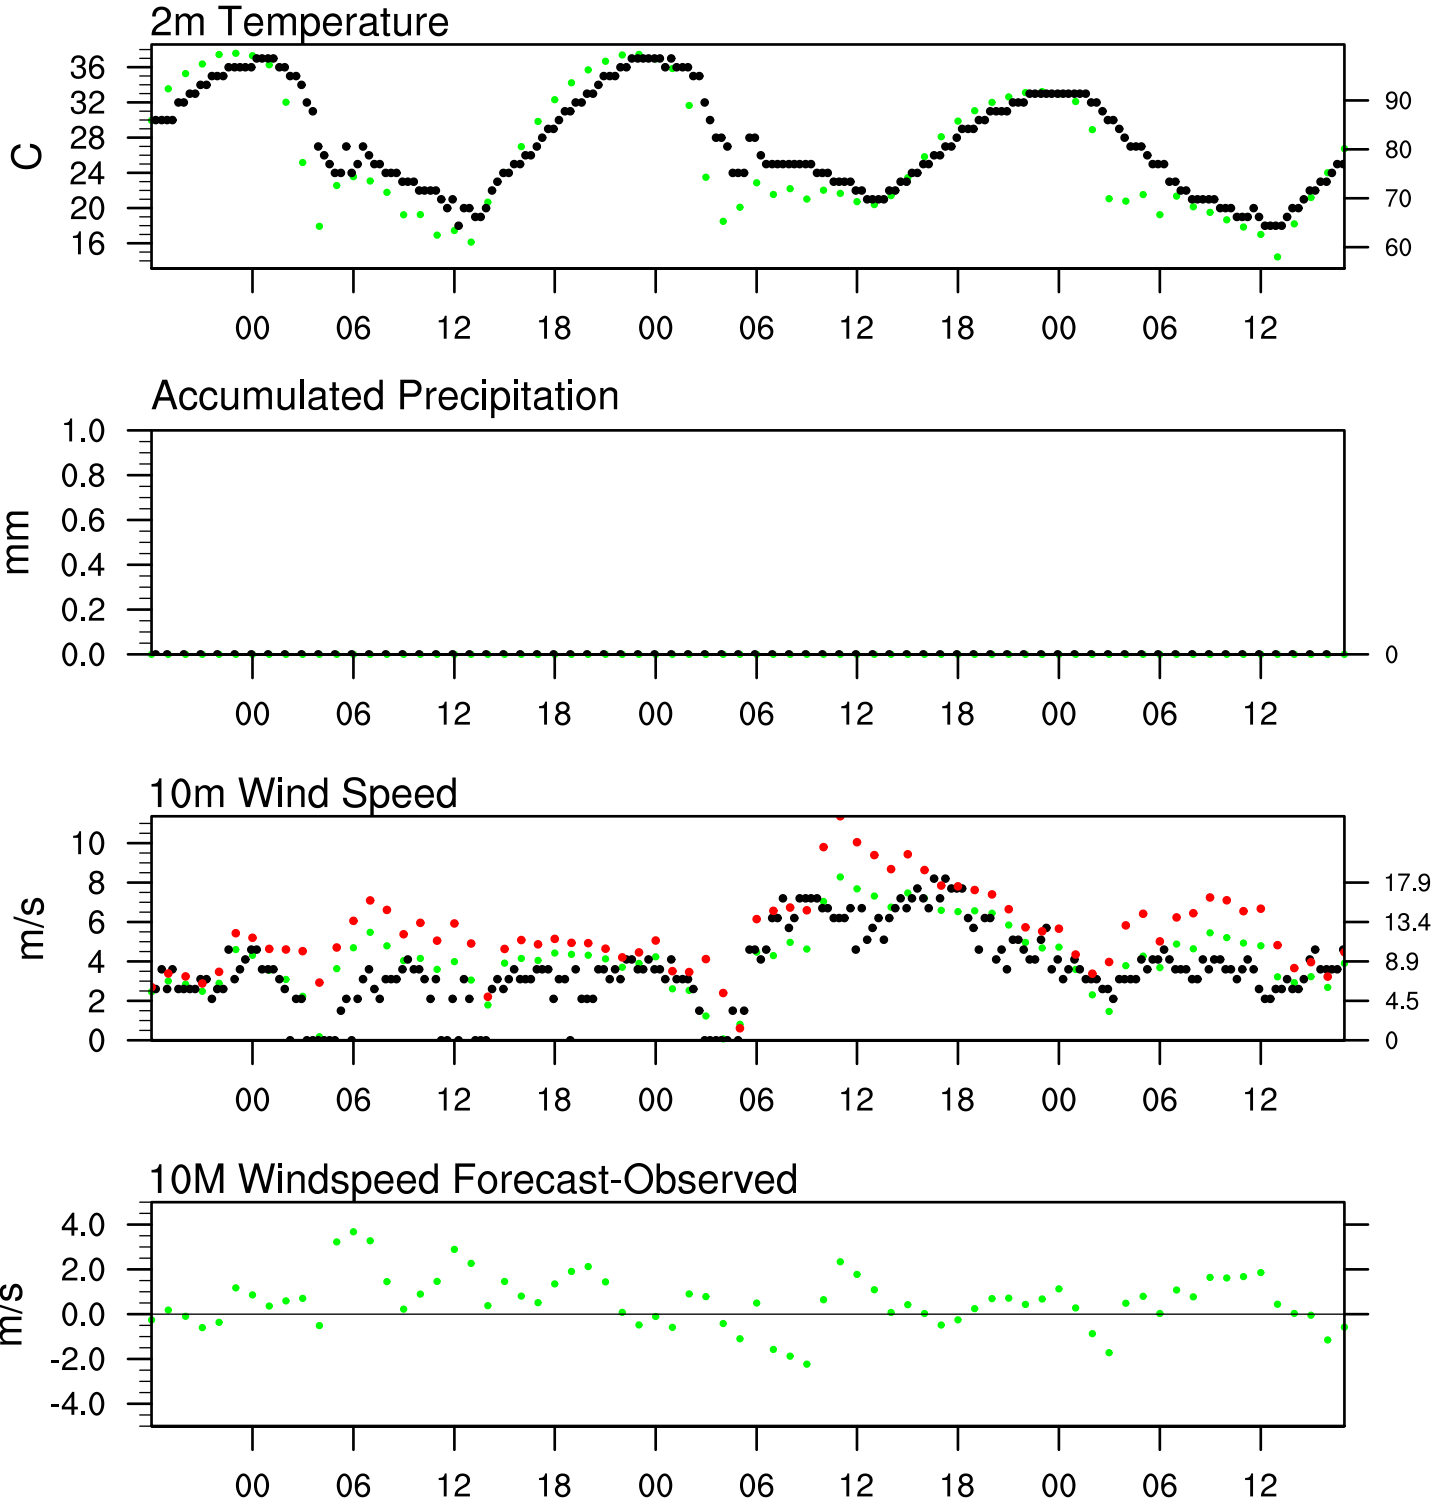 2m Temperature
36
32
28
24
20
16
C
90
80
70
60
00 06 12 18 00 06 12 18 00 06 12
Accumulated Precipitation
1.0
0.8
0.6
0.4
0.2
0.0
mm
0
00 06 12 18 00 06 12 18 00 06 12
10m Wind Speed
10
8
6
4
2
0
m/s
17.9
13.4
8.9
4.5
0
00 06 12 18 00 06 12 18 00 06 12
10M Windspeed Forecast-Observed
4.0
2.0
0.0
-2.0
-4.0
m/s
00 06 12 18 00 06 12 18 00 06 12